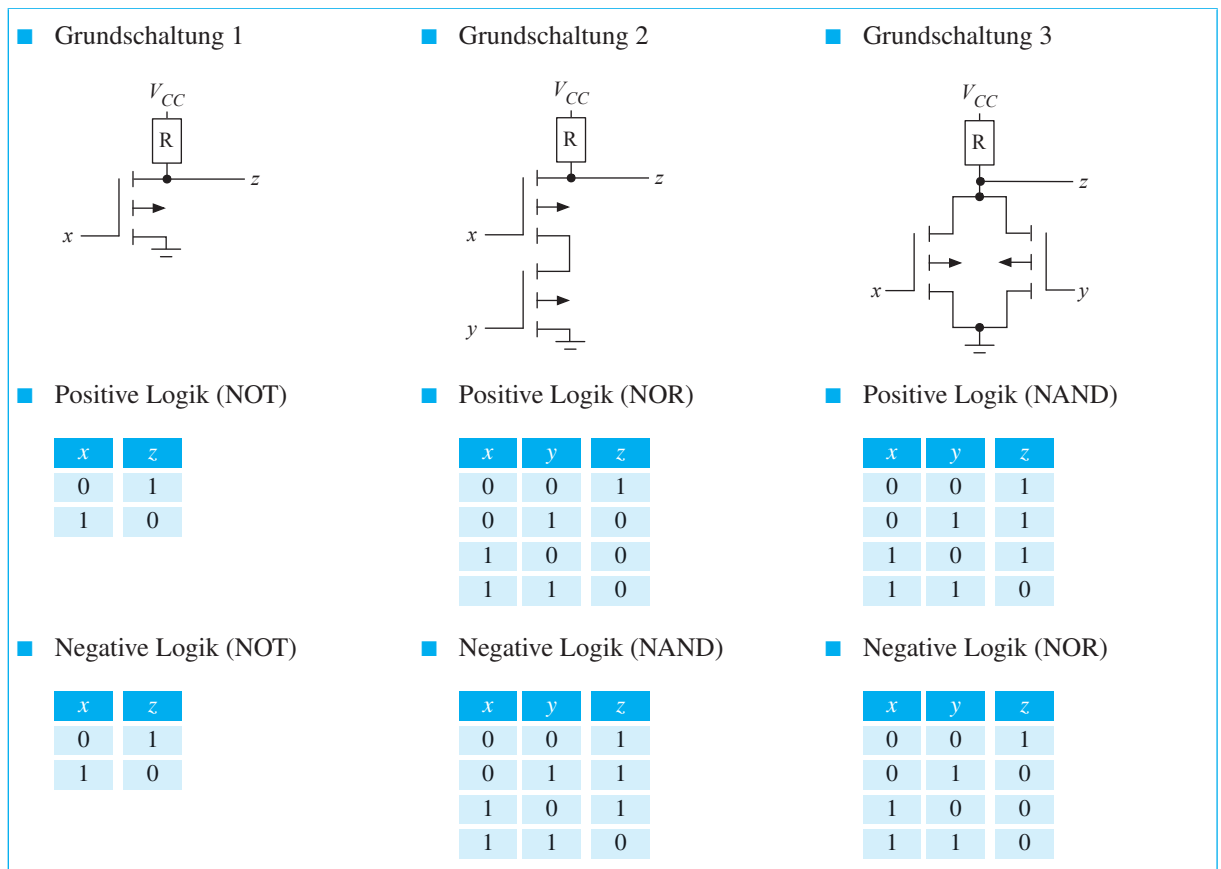 Grundschaltung 1
Grundschaltung 2
Grundschaltung 3
V_CC
R
z
x
V_CC
R
z
x
y
V_CC
R
z
x
y
Positive Logik (NOT)
x z
0 1
1 0
Positive Logik (NOR)
x y z
0 0 1
0 1 0
1 0 0
1 1 0
Positive Logik (NAND)
x y z
0 0 1
0 1 1
1 0 1
1 1 0
Negative Logik (NOT)
x z
0 1
1 0
Negative Logik (NAND)
x y z
0 0 1
0 1 1
1 0 1
1 1 0
Negative Logik (NOR)
x y z
0 0 1
0 1 0
1 0 0
1 1 0